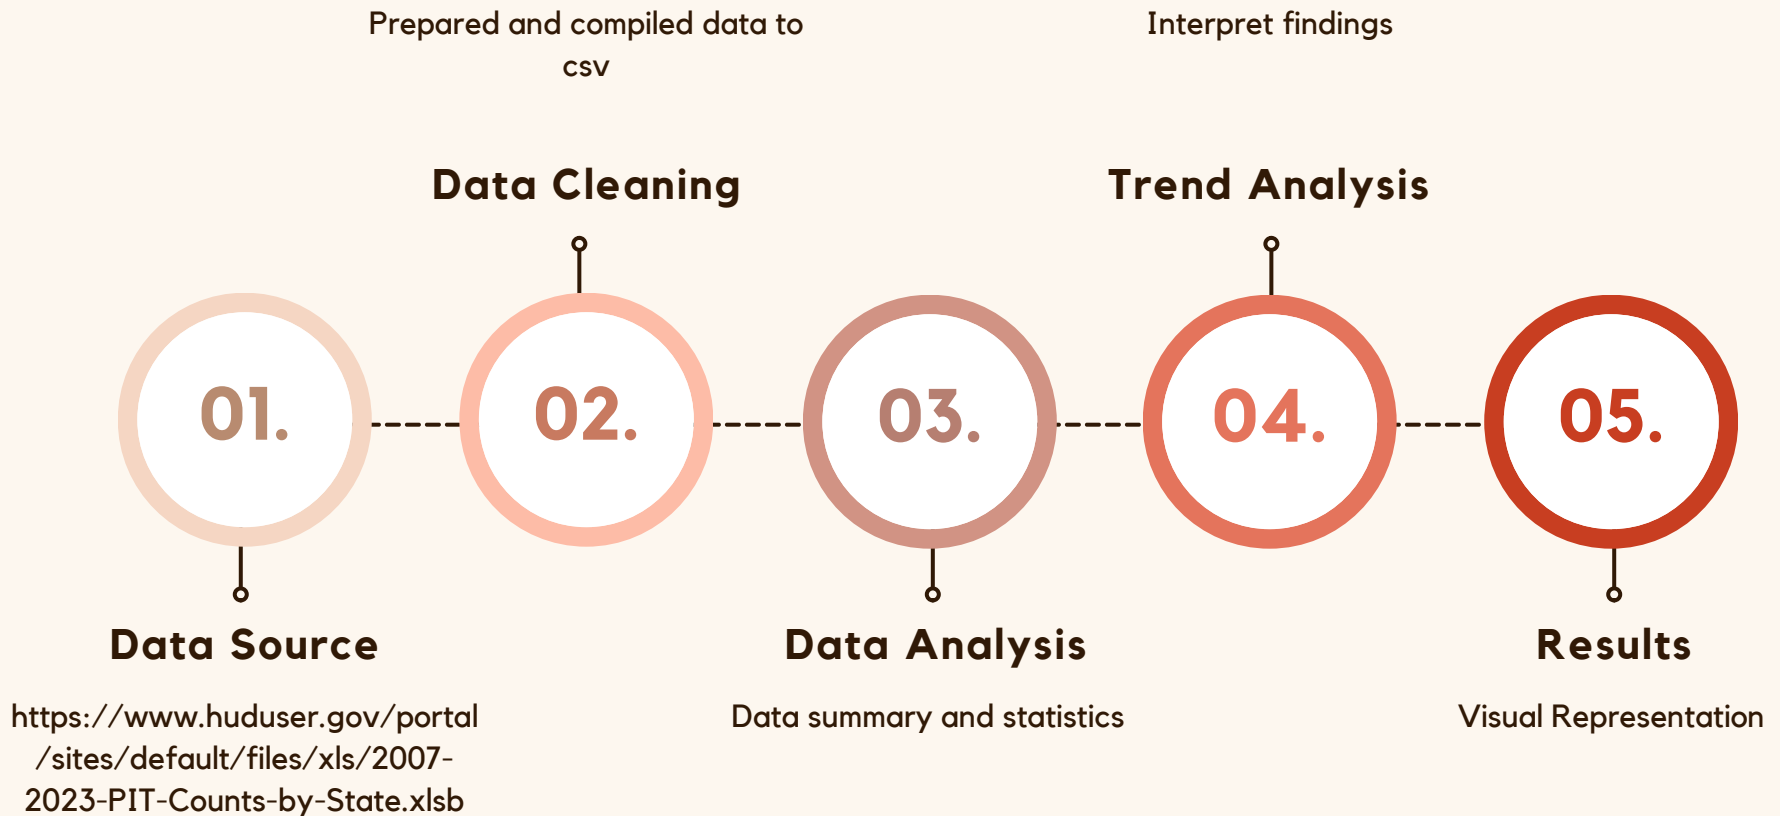 Prepared and compiled data to
csv
Interpret findings
Data Cleaning
Trend Analysis
01.
02.
03.
04.
05.
Data Source
https://www.huduser.gov/portal
/sites/default/files/xls/2007-
2023-PIT-Counts-by-State.xlsb
Data Analysis
Data summary and statistics
Results
Visual Representation